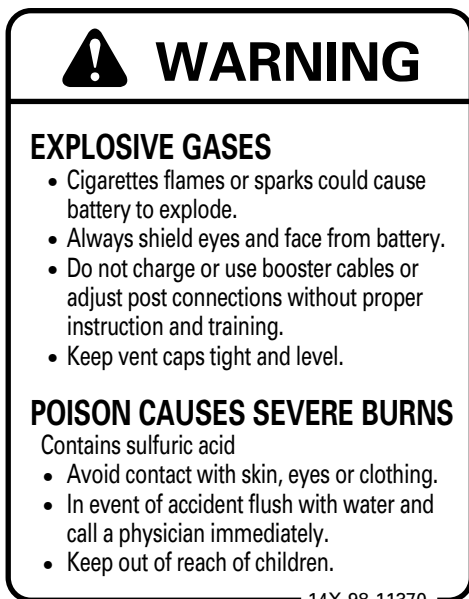 WARNING
EXPLOSIVE GASES
• Cigarettes flames or sparks could cause
battery to explode.
• Always shield eyes and face from battery.
• Do not charge or use booster cables or
adjust post connections without proper
instruction and training.
• Keep vent caps tight and level.
POISON CAUSES SEVERE BURNS
Contains sulfuric acid
• Avoid contact with skin, eyes or clothing.
• In event of accident flush with water and
call a physician immediately.
• Keep out of reach of children.
14X-98-11370